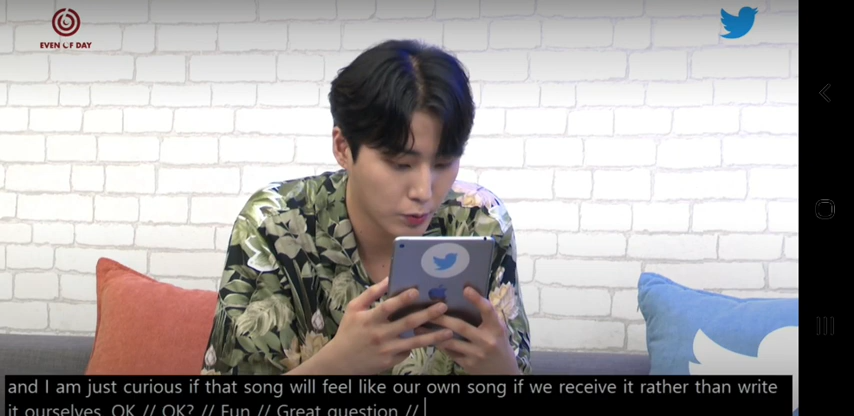 EVEN OF DAY
and I am just curious if that song will feel like our own song if we receive it rather than write
it ourselves. OK // OK? // Fun // Great question //